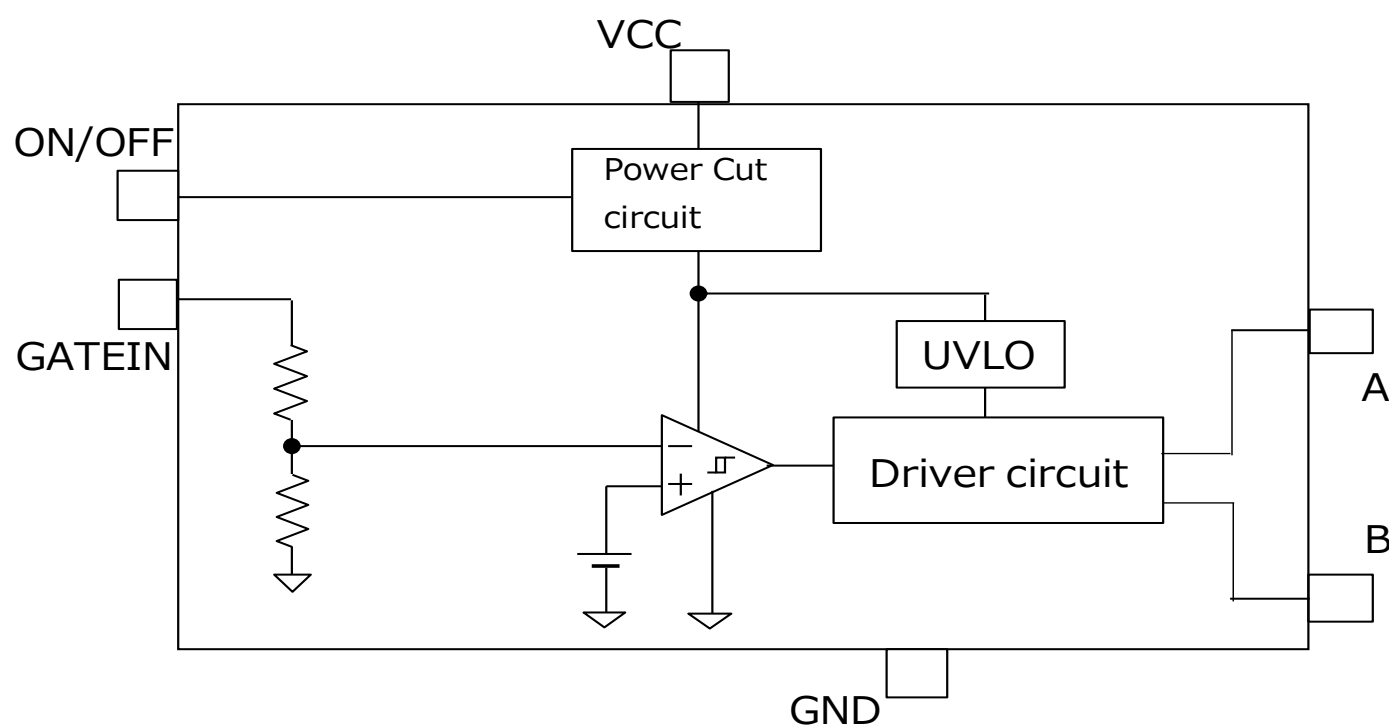 VCC
ON/OFF
Power Cut
circuit
GATEIN
UVLO
A
Driver circuit
B
GND